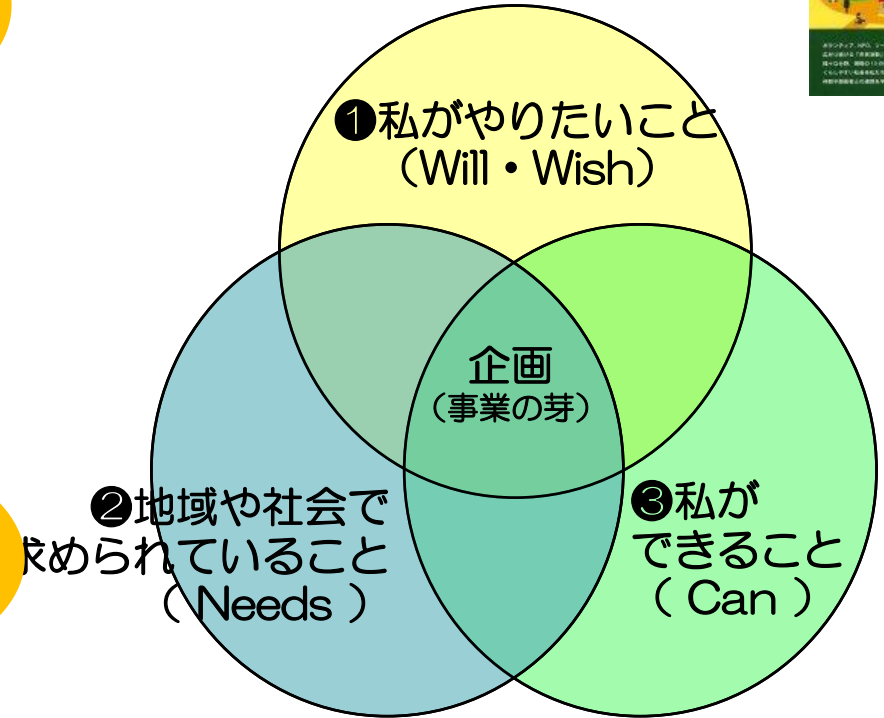 ❶私がやりたいこと
（Will・Wish）
企画
（事業の芽）
❷地域や社会で
求められていること
（ Needs ）
❸私が
できること
（ Can ）